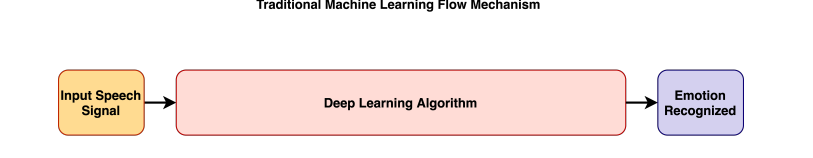 Traditional Machine Learning Flow Mechanism
Input Speech
Signal
Deep Learning Algorithm
Emotion
Recognized